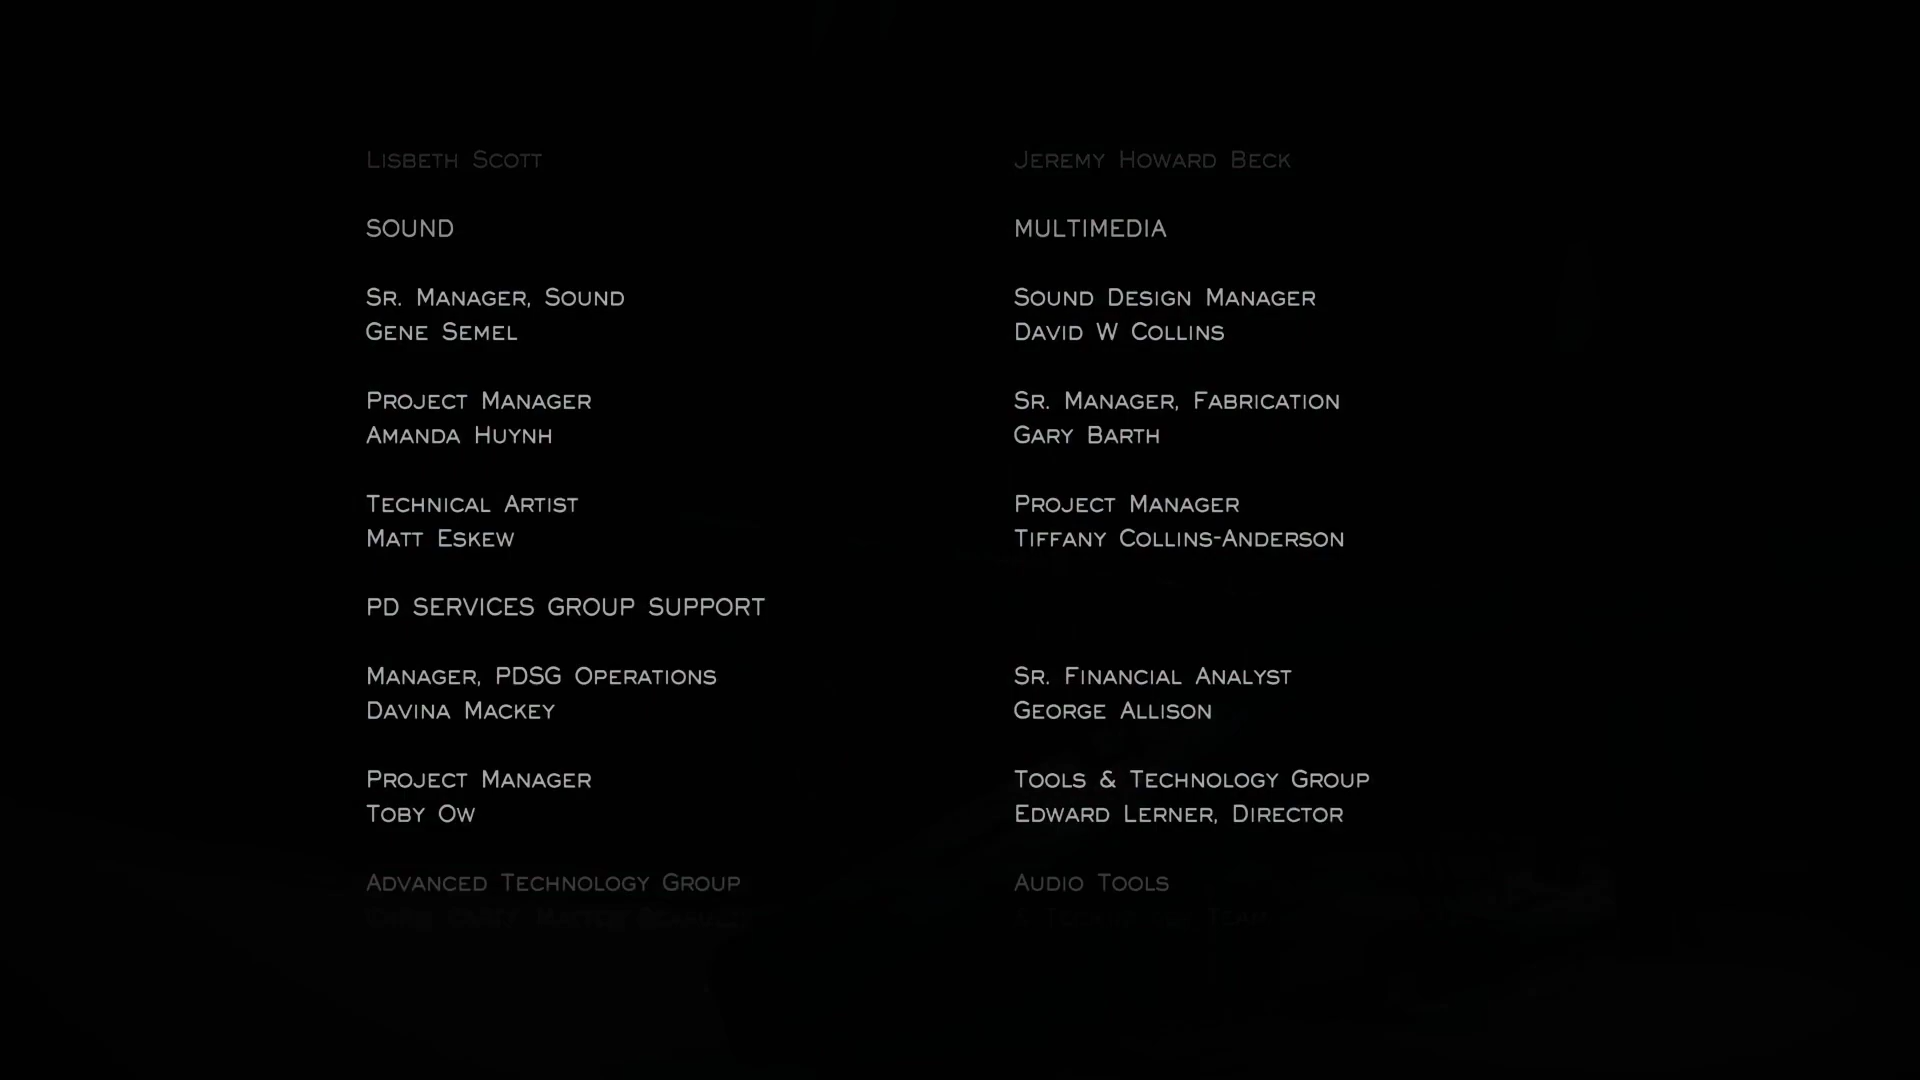 Lisbeth Scott
SOUND
Sr. Manager, Sound
Gene Semel
Project Manager
Amanda Huynh
Technical Artist
Matt Eskew
PD SERVICES GROUP SUPPORT
Manager, PDSG Operations
Davina Mackey
Project Manager
Toby Ow
Advanced Technology Group
Jeremy Howard Beck
MULTIMEDIA
Sound Design Manager
David W Collins
Sr. Manager, Fabrication
Gary Barth
Project Manager
Tiffany Collins-Anderson
Sr. Financial Analyst
George Allison
Tools & Technology Group
Edward Lerner, Director
Audio Tools
& Technology Team